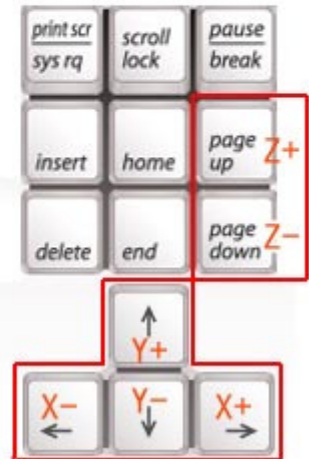 print scr
sys rq
scroll
lock
pause
break
insert
home
page
up
Z+
delete
end
page
down
Z-
Y+
X-
Y-
X+